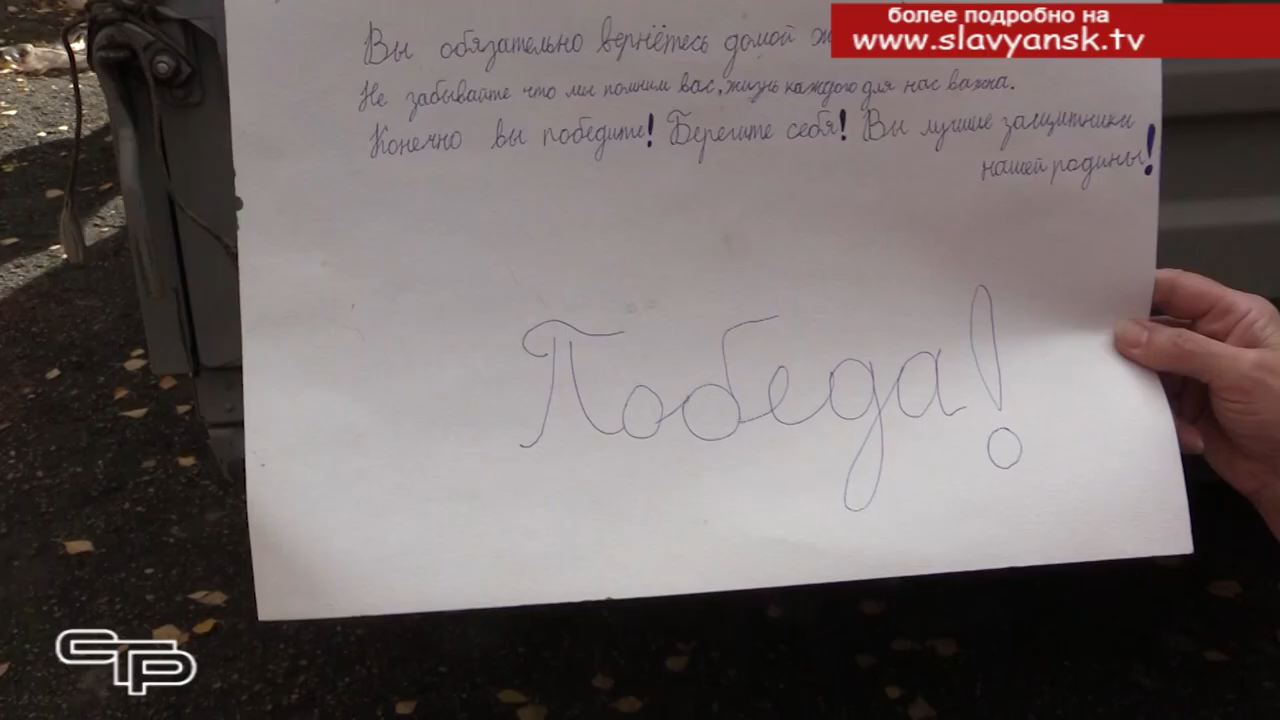 более подробно на
www.slavyansk.tv
Вы обязательно вернётесь домой
Не забывайте что мы помним вас, жизнь каждого для нас важна.
Конечно вы победите! Берегите себя! Вы лучшие защитники
нашей родины!
Победа!
СТР